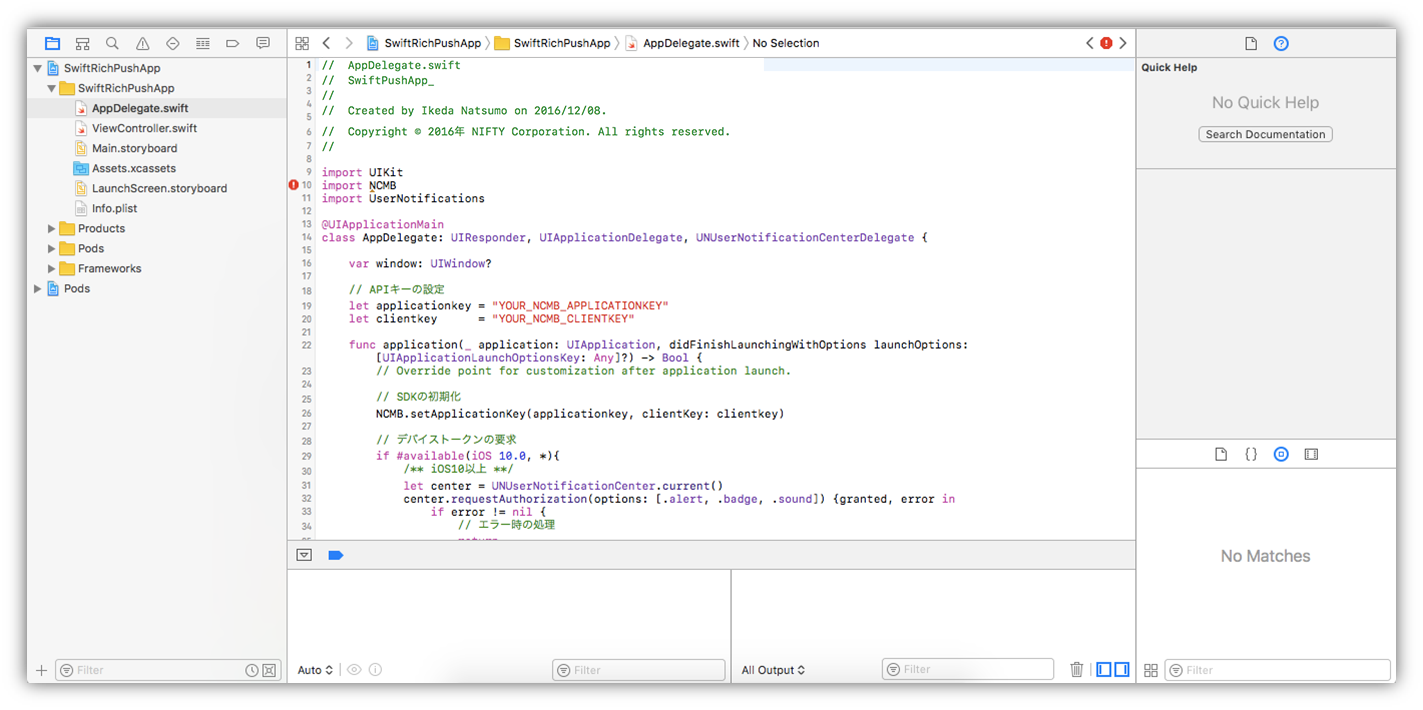 SwiftRichPushApp 〉 SwiftRichPushApp 〉 AppDelegate.swift 〉 No Selection
SwiftRichPushApp
SwiftRichPushApp
AppDelegate.swift
ViewController.swift
Main.storyboard
Assets.xcassets
LaunchScreen.storyboard
Info.plist
Products
Pods
Frameworks
Pods
Filter
1 //  AppDelegate.swift
2 //  SwiftPushApp_
3 //
4 //  Created by Ikeda Natsumo on 2016/12/08.
5
6 //  Copyright © 2016年 NIFTY Corporation. All rights reserved.
7 //
8
9 import UIKit
10 import NCMB
11 import UserNotifications
12
13 @UIApplicationMain
14 class AppDelegate: UIResponder, UIApplicationDelegate, UNUserNotificationCenterDelegate {
15
16     var window: UIWindow?
17
18     // APIキーの設定
19     let applicationkey = "YOUR_NCMB_APPLICATIONKEY"
20     let clientkey      = "YOUR_NCMB_CLIENTKEY"
21
22     func application(_ application: UIApplication, didFinishLaunchingWithOptions launchOptions:
        [UIApplicationLaunchOptionsKey: Any]?) -> Bool {
23         // Override point for customization after application launch.
24
25         // SDKの初期化
26         NCMB.setApplicationKey(applicationkey, clientKey: clientkey)
27
28         // デバイストークンの要求
29         if #available(iOS 10.0, *){
30             /** iOS10以上 **/
31             let center = UNUserNotificationCenter.current()
32             center.requestAuthorization(options: [.alert, .badge, .sound]) {granted, error in
33                 if error != nil {
34                     // エラー時の処理
Auto
Filter
All Output
Filter
Quick Help
No Quick Help
Search Documentation
No Matches
Filter